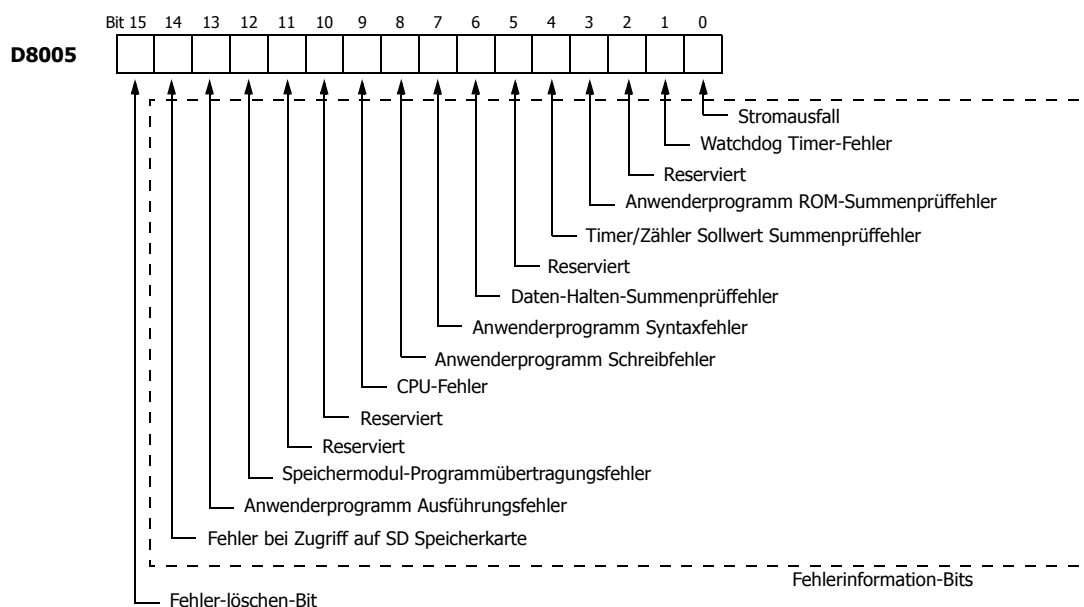 Bit 15 14 13 12 11 10 9 8 7 6 5 4 3 2 1 0
D8005
Stromausfall
Watchdog Timer-Fehler
Reserviert
Anwenderprogramm ROM-Summenprüffehler
Timer/Zähler Sollwert Summenprüffehler
Reserviert
Daten-Halten-Summenprüffehler
Anwenderprogramm Syntaxfehler
Anwenderprogramm Schreibfehler
CPU-Fehler
Reserviert
Reserviert
Speichermodul-Programmübertragungsfehler
Anwenderprogramm Ausführungsfehler
Fehler bei Zugriff auf SD Speicherkarte
Fehlerinformation-Bits
Fehler-löschen-Bit